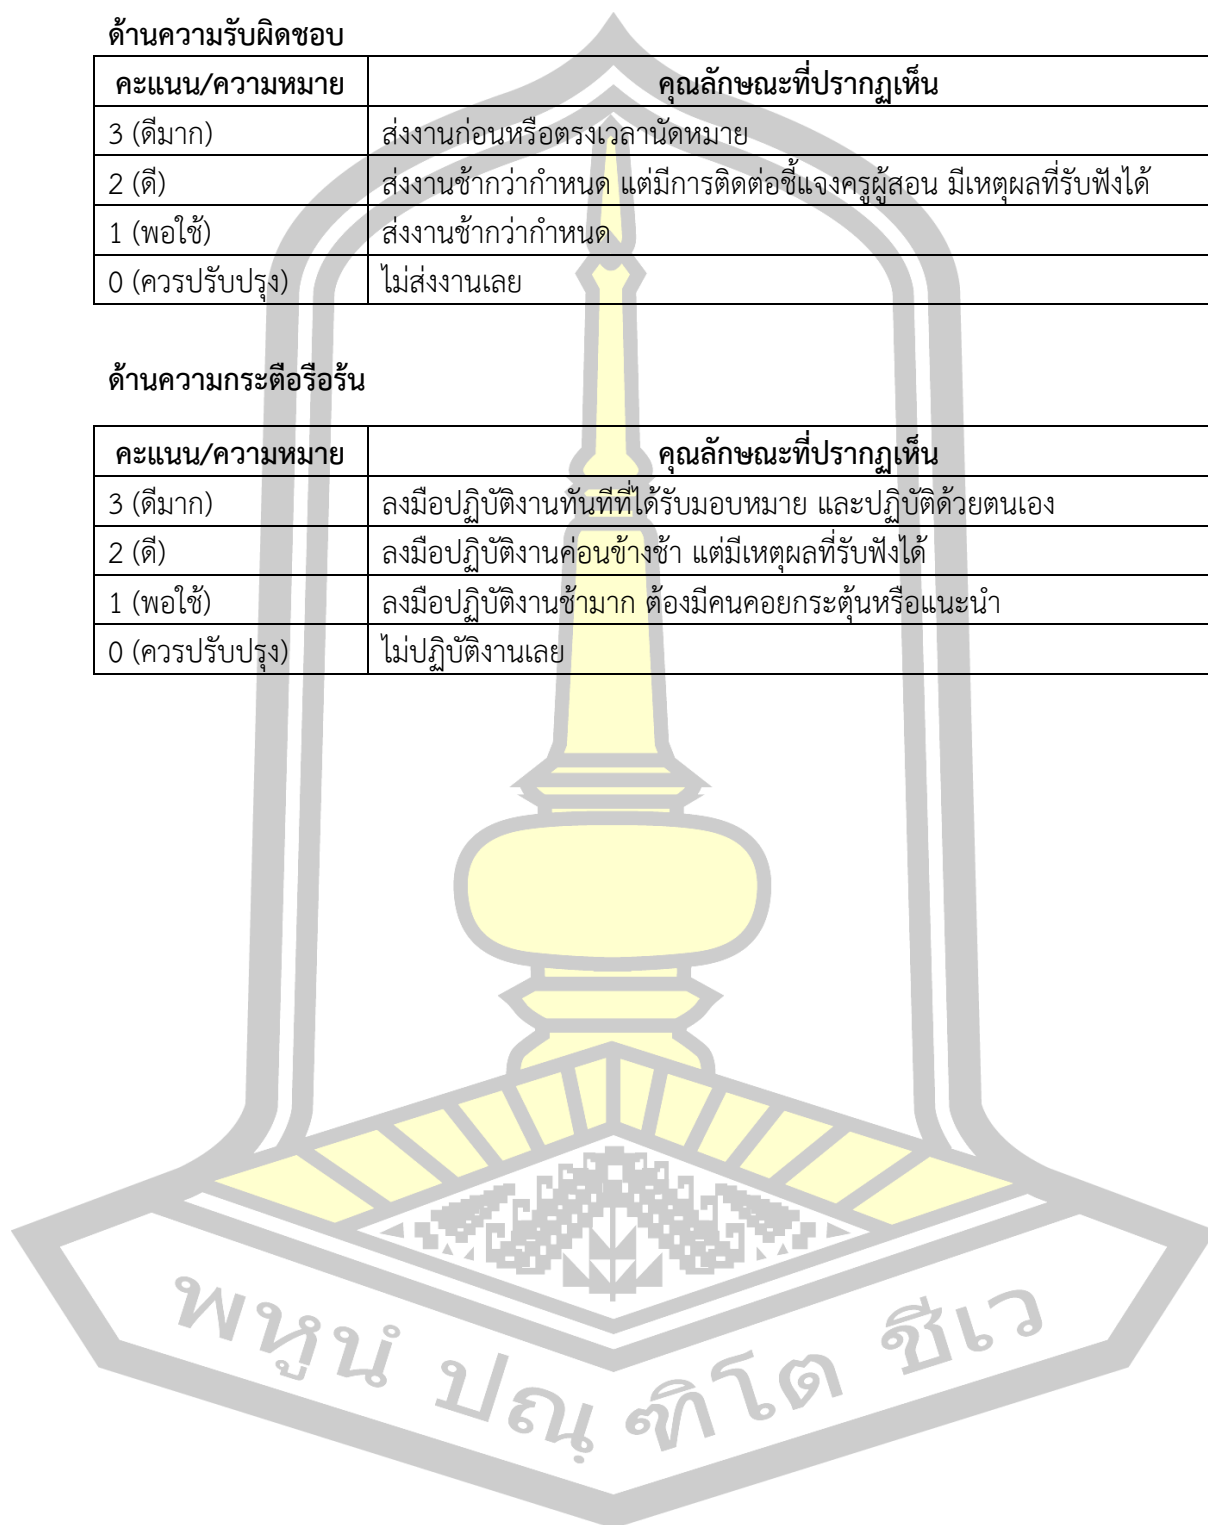 ด้านความรับผิดชอบ
คะแนน/ความหมาย คุณลักษณะที่ปรากฏเห็น
3 (ดีมาก) ส่งงานก่อนหรือตรงเวลานัดหมาย
2 (ดี) ส่งงานช้ากว่ากำหนด แต่มีการติดต่อชี้แจงครูผู้สอน มีเหตุผลที่รับฟังได้
1 (พอใช้) ส่งงานช้ากว่ากำหนด
0 (ควรปรับปรุง) ไม่ส่งงานเลย
ด้านความกระตือรือร้น
คะแนน/ความหมาย คุณลักษณะที่ปรากฏเห็น
3 (ดีมาก) ลงมือปฏิบัติงานทันทีที่ได้รับมอบหมาย และปฏิบัติด้วยตนเอง
2 (ดี) ลงมือปฏิบัติงานค่อนข้างช้า แต่มีเหตุผลที่รับฟังได้
1 (พอใช้) ลงมือปฏิบัติงานช้ามาก ต้องมีคนคอยกระตุ้นหรือแนะนำ
0 (ควรปรับปรุง) ไม่ปฏิบัติงานเลย
พหูนํ ปณฺ ฑิโต ชีเว